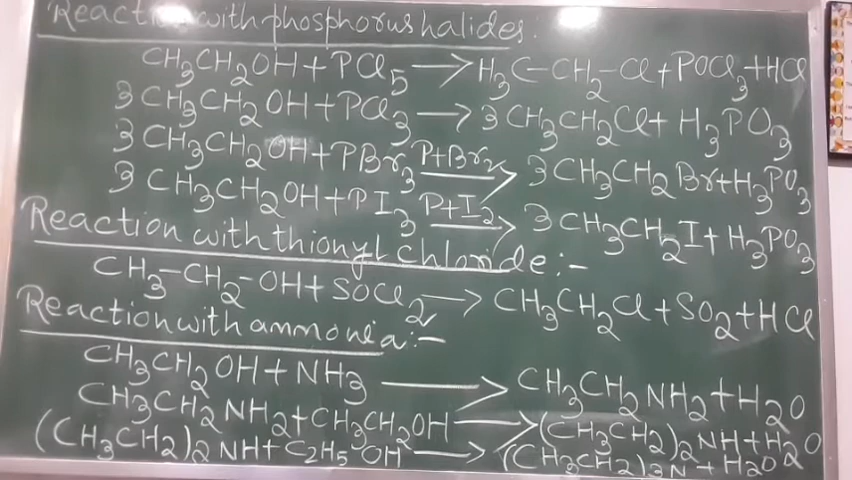 Reaction with phosphorus halides:
CH₃CH₂OH + PCl₅ → H₃C-CH₂-Cl + POCl₃ + HCl
3 CH₃CH₂OH + PCl₃ → 3 CH₃CH₂Cl + H₃PO₃
3 CH₃CH₂OH + PBr₃ P+Br₂ → 3 CH₃CH₂Br + H₃PO₃
3 CH₃CH₂OH + PI₃ P+I₂ → 3 CH₃CH₂I + H₃PO₃
Reaction with thionyl chloride:-
CH₃-CH₂-OH + SOCl₂ → CH₃CH₂Cl + SO₂ + HCl
Reaction with ammonia:-
CH₃CH₂OH + NH₃ → CH₃CH₂NH₂ + H₂O
CH₃CH₂NH₂ + CH₃CH₂OH → (CH₃CH₂)₂NH + H₂O
(CH₃CH₂)₂NH + C₂H₅OH → (CH₃CH₂)₃N + H₂O